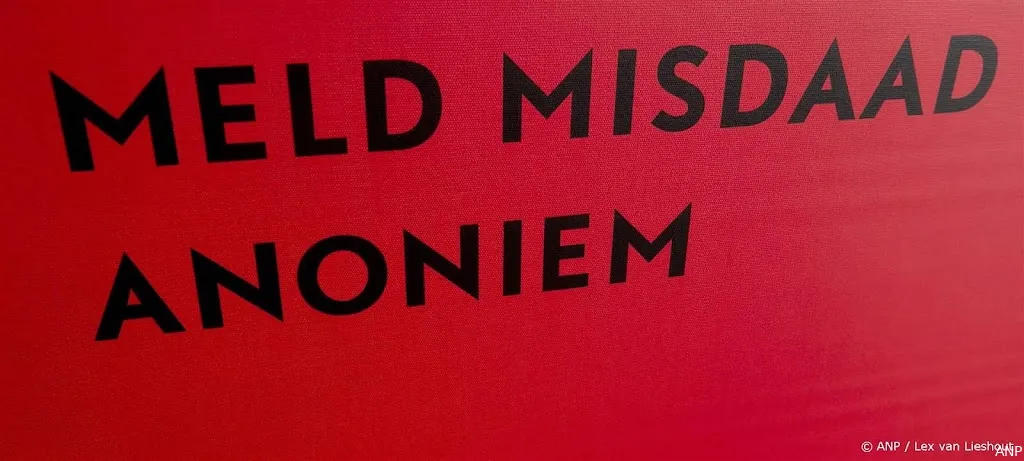 MELD MISDAAD
ANONIEM
© ANP / Lex van Lieshout
ANP